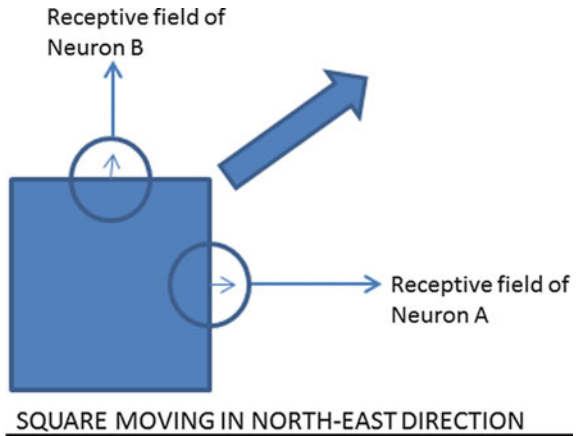 Receptive field of
Neuron B
Receptive field of
Neuron A
SQUARE MOVING IN NORTH-EAST DIRECTION